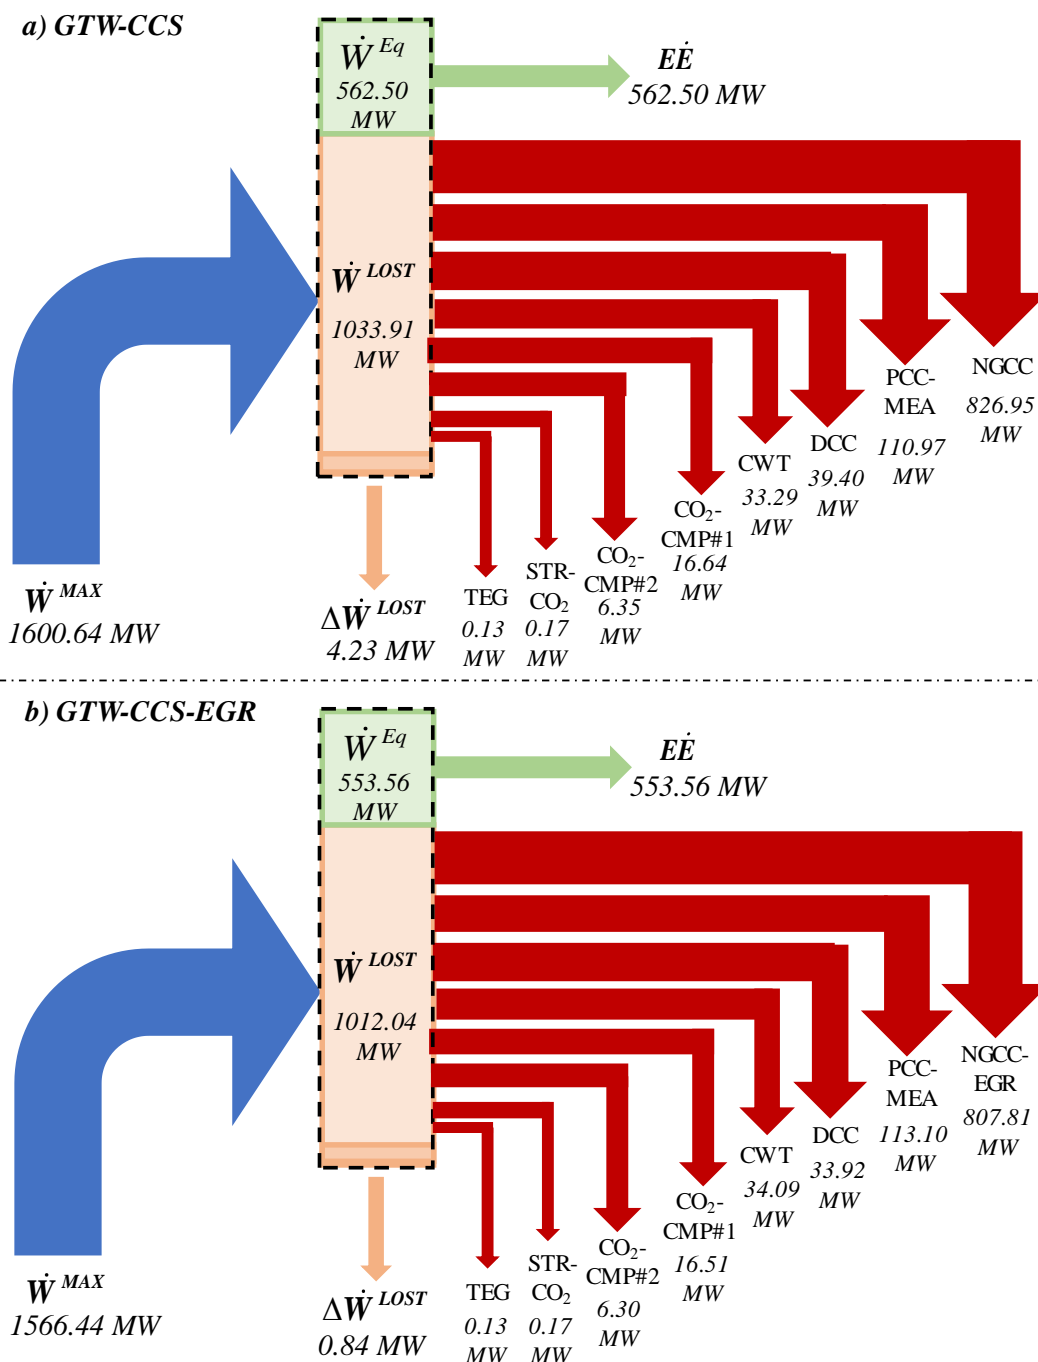 a) GTW-CCS
Ẇ Eq
562.50
MW
EĖ
562.50 MW
Ẇ LOST
1033.91
MW
NGCC
826.95
MW
PCC-
MEA
110.97
MW
DCC
39.40
MW
CWT
33.29
MW
CO₂-
CMP#1
16.64
MW
CO₂-
CMP#2
6.35
MW
STR-
CO₂
0.17
MW
TEG
0.13
MW
Ẇ MAX
1600.64 MW
ΔẆ LOST
4.23 MW
b) GTW-CCS-EGR
Ẇ Eq
553.56
MW
EĖ
553.56 MW
Ẇ LOST
1012.04
MW
NGCC-
EGR
807.81
MW
PCC-
MEA
113.10
MW
DCC
33.92
MW
CWT
34.09
MW
CO₂-
CMP#1
16.51
MW
CO₂-
CMP#2
6.30
MW
STR-
CO₂
0.17
MW
TEG
0.13
MW
Ẇ MAX
1566.44 MW
ΔẆ LOST
0.84 MW